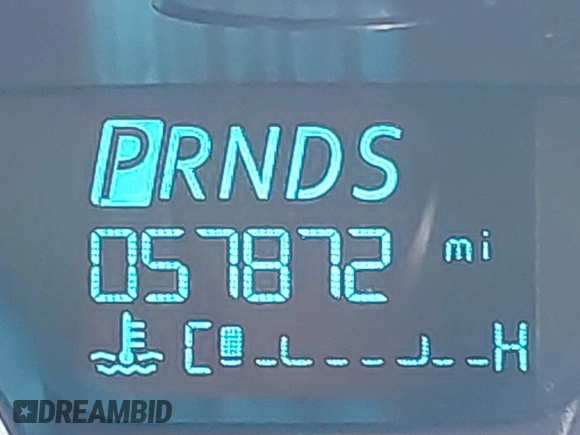 PRNDS
057872 mi
C H
DREAMBID